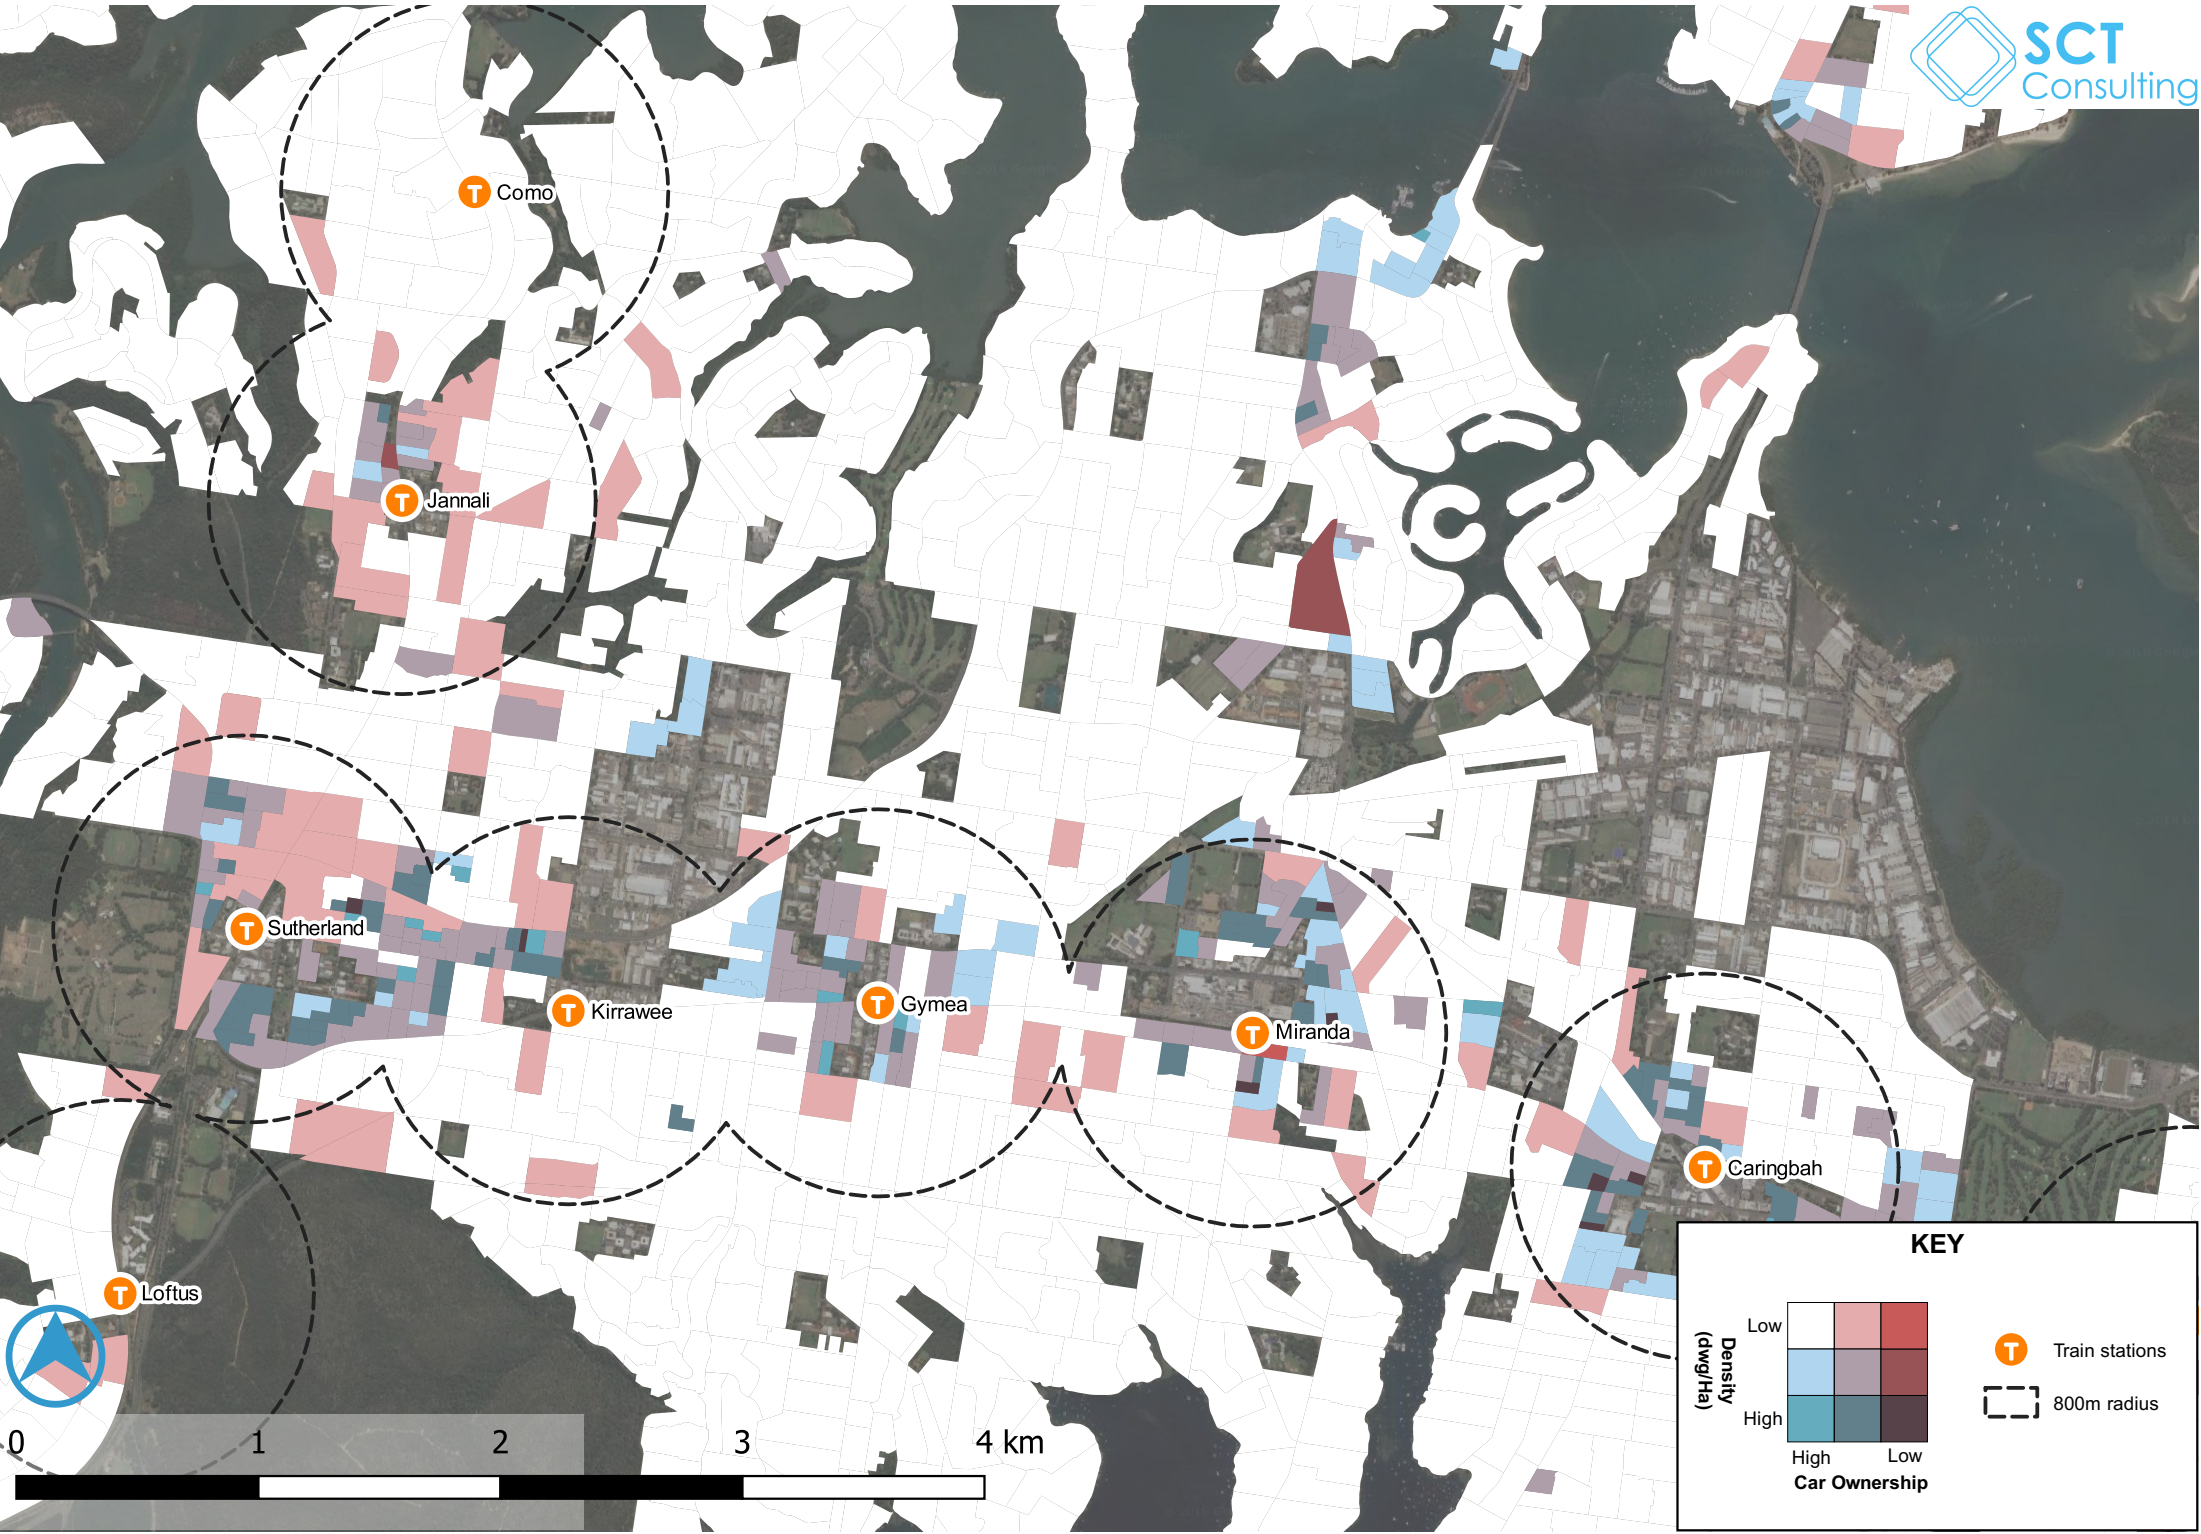 SCT
Consulting
T Como
T Jannali
T Sutherland
T Kirrawee
T Gymea
T Miranda
T Caringbah
T Loftus
0 1 2 3 4 km
KEY
Low
Density
(dwg/Ha)
High
High Low
Car Ownership
T Train stations
800m radius